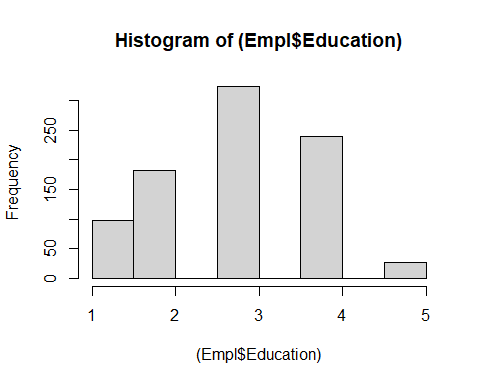 Histogram of (Empl$Education)
Frequency
250
150
50
0
1 2 3 4 5
(Empl$Education)